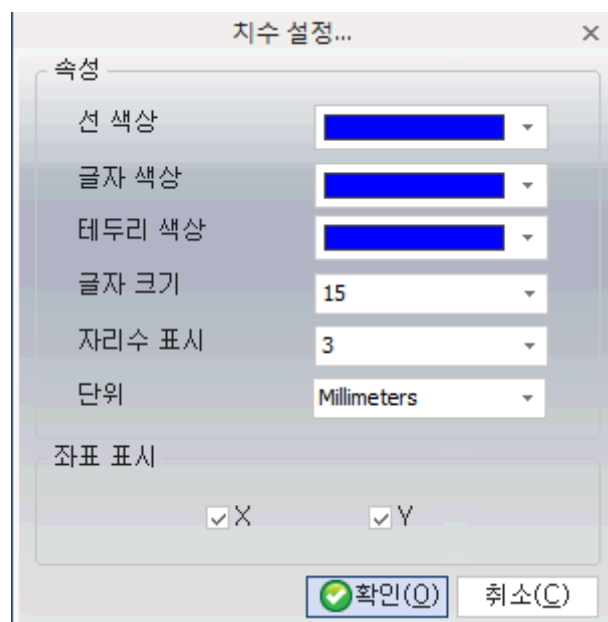 치수 설정...
속성
선 색상
글자 색상
테두리 색상
글자 크기 15
자리수 표시 3
단위 Millimeters
좌표 표시
X Y
확인(O) 취소(C)